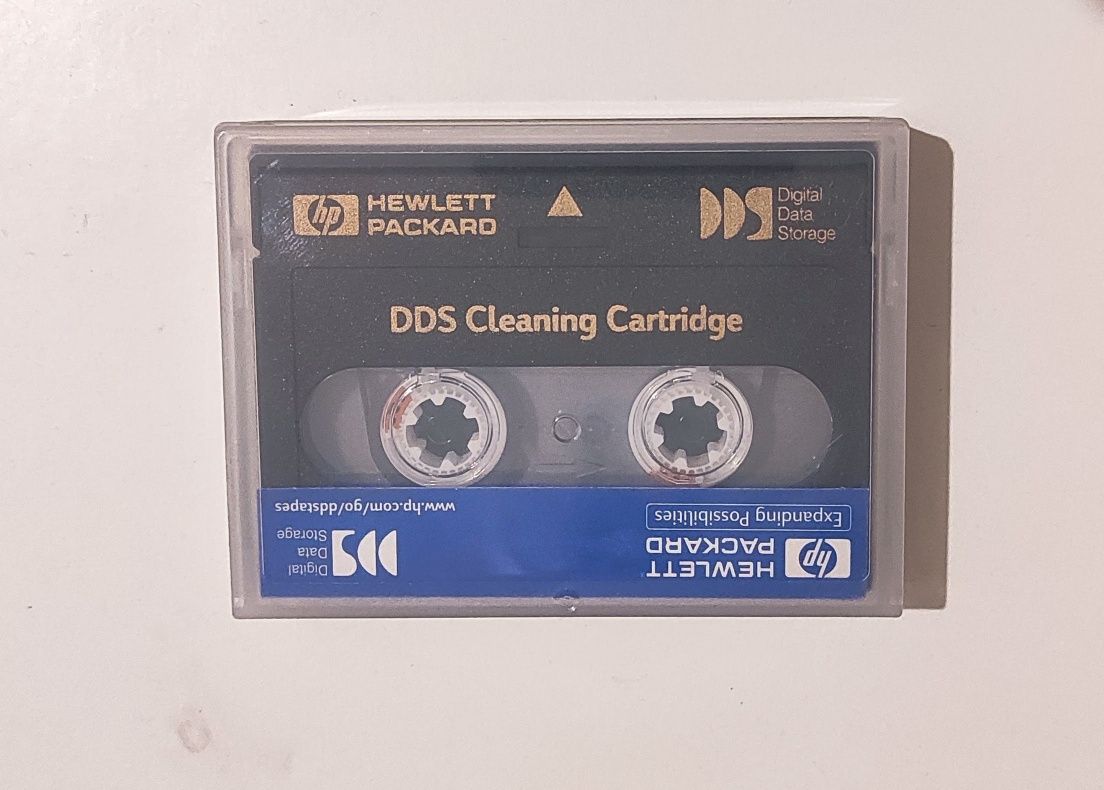 hp HEWLETT
PACKARD
DDS Digital
Data
Storage
DDS Cleaning Cartridge
www.hp.com/go/ddstapes
Expanding Possibilities
hp HEWLETT
PACKARD
DDS Digital
Data
Storage